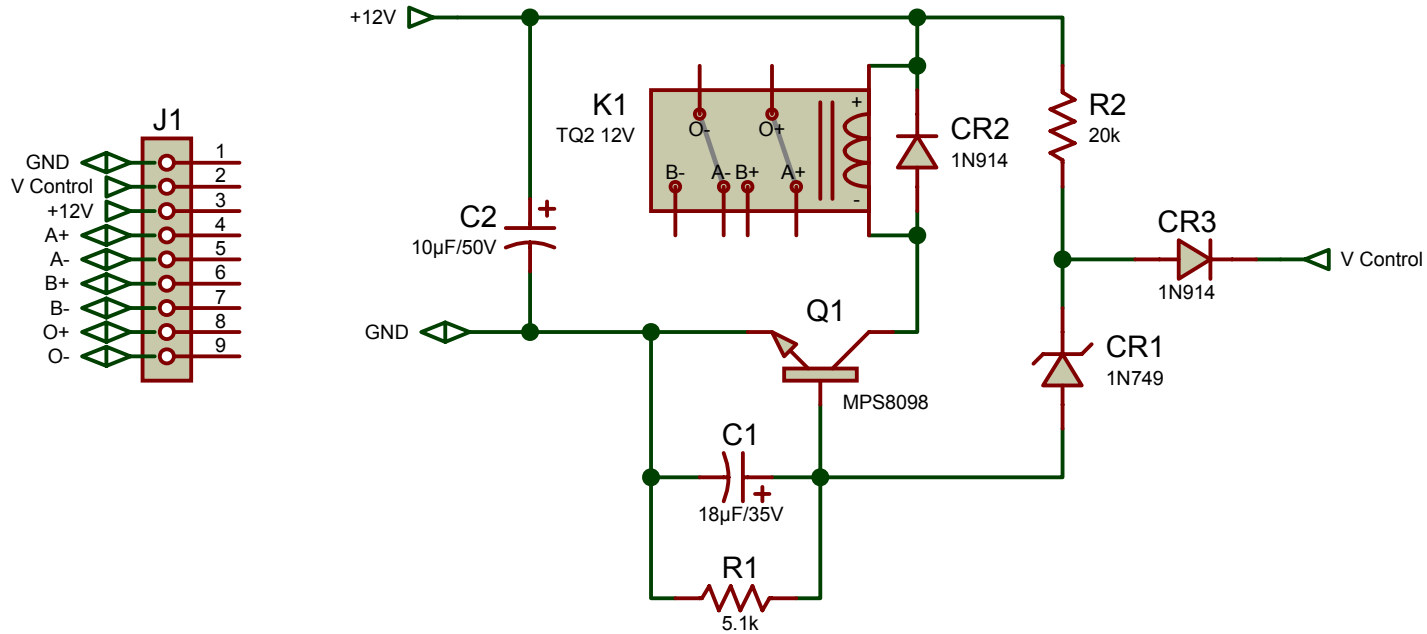 J1
GND 1
V Control 2
+12V 3
A+ 4
A- 5
B+ 6
B- 7
O+ 8
O- 9
+12V
K1
TQ2 12V
O- O+ +
B- A- B+ A+ -
CR2
1N914
R2
20k
C2 +
10µF/50V
CR3
1N914
V Control
GND
Q1
MPS8098
CR1
1N749
C1
+
18µF/35V
R1
5.1k